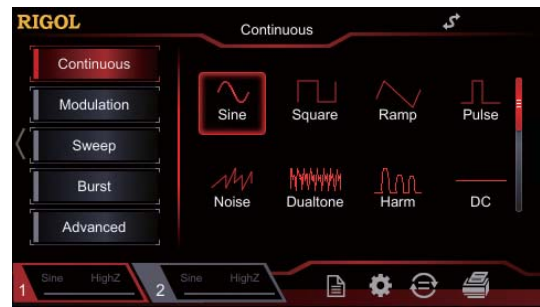 RIGOL
Continuous
Continuous
Modulation
Sweep
Burst
Advanced
Sine Square Ramp Pulse
Noise Dualtone Harm DC
1 Sine HighZ 2 Sine HighZ